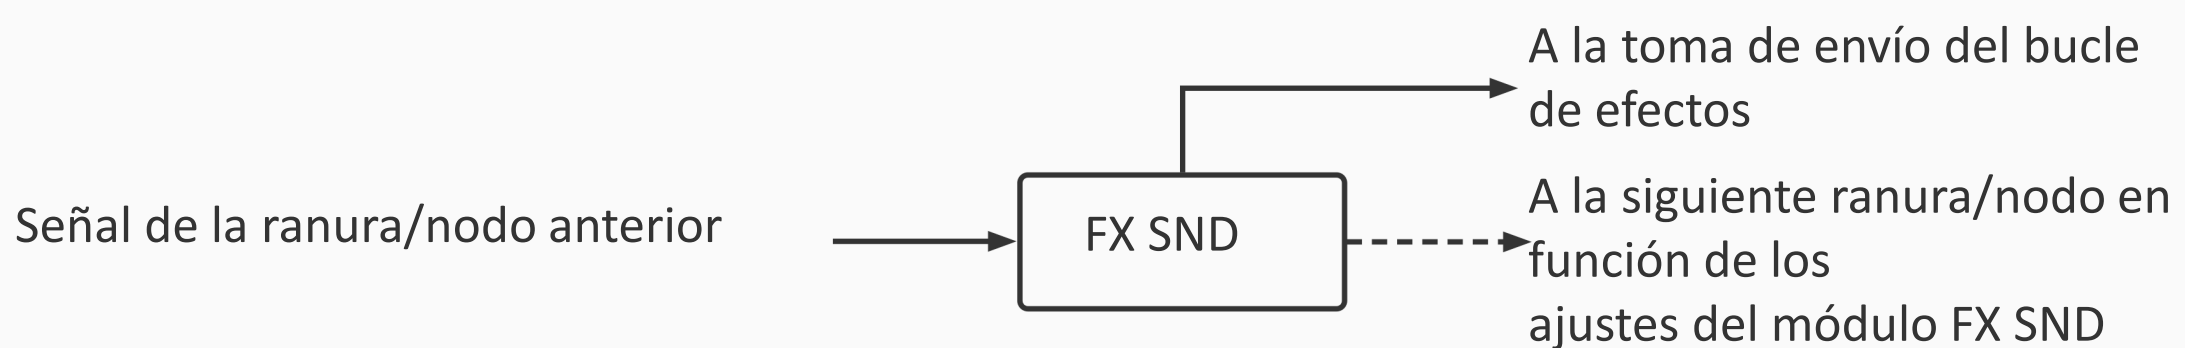 A la toma de envío del bucle
de efectos
Señal de la ranura/nodo anterior
FX SND
A la siguiente ranura/nodo en
función de los
ajustes del módulo FX SND